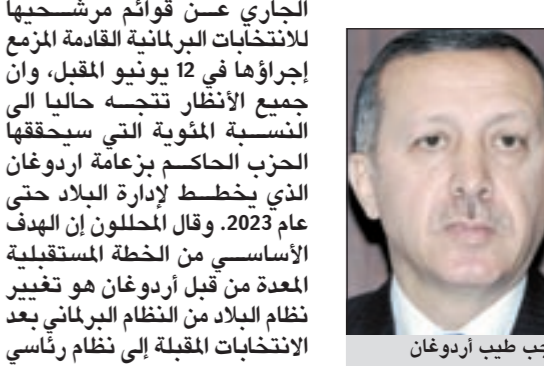 الجاري عن قوائم مرشحيها
للانتخابات البرلمانية القادمة المزمع
إجراؤها في 12 يونيو المقبل، وان
جميع الأنظار تتجه حاليا الى
النسبة المئوية التي سيحققها
الحزب الحاكم بزعامة اردوغان
الذي يخطط لإدارة البلاد حتى
عام 2023. وقال المحللون إن الهدف
الأساسي من الخطة المستقبلية
المعدة من قبل أردوغان هو تغيير
نظام البلاد من النظام البرلماني بعد
الانتخابات المقبلة إلى نظام رئاسي
طيب أردوغان